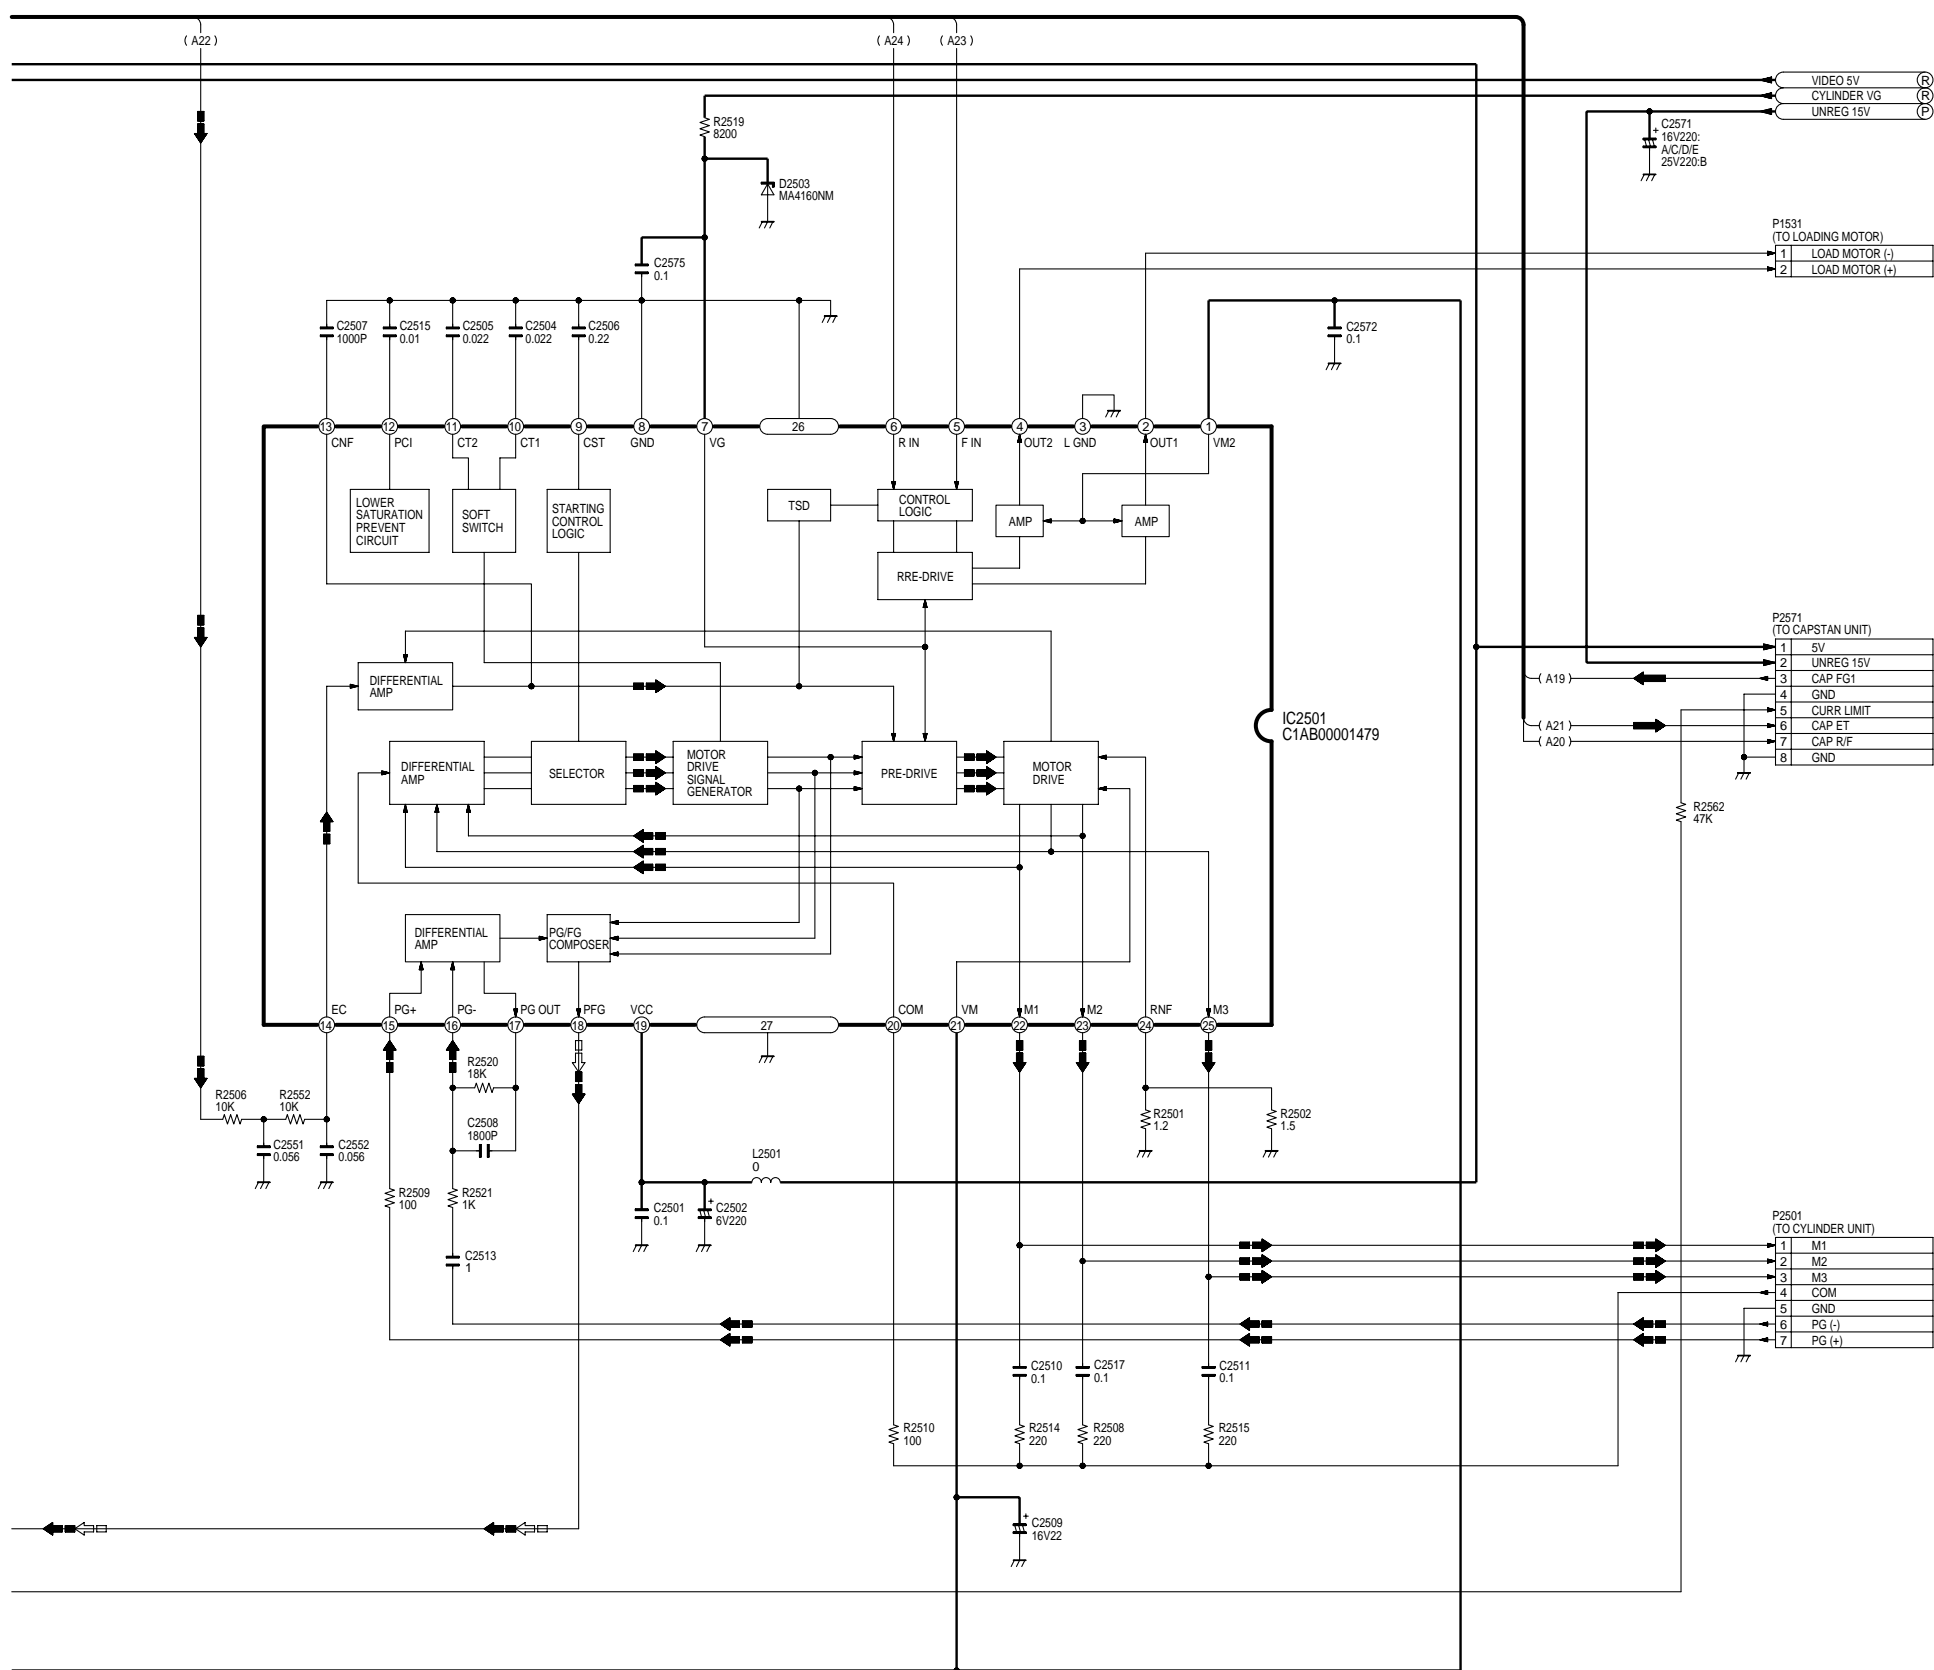 ( A22 )
( A24 )
( A23 )
VIDEO 5V R
CYLINDER VG R
UNREG 15V P
R2519
8200
+ C2571
16V220:
A/C/D/E
25V220:B
D2503
MA4160NM
P1531
(TO LOADING MOTOR)
1 LOAD MOTOR (-)
2 LOAD MOTOR (+)
C2575
0.1
C2507
1000P
C2515
0.01
C2505
0.022
C2504
0.022
C2506
0.22
C2572
0.1
13 12 11 10 9 8 7 26 6 5 4 3 2 1
CNF PCI CT2 CT1 CST GND VG R IN F IN OUT2 L GND OUT1 VM2
LOWER
SATURATION
PREVENT
CIRCUIT
SOFT
SWITCH
STARTING
CONTROL
LOGIC
TSD
CONTROL
LOGIC
AMP
AMP
RRE-DRIVE
P2571
(TO CAPSTAN UNIT)
1 5V
2 UNREG 15V
3 CAP FG1
4 GND
5 CURR LIMIT
6 CAP ET
7 CAP R/F
8 GND
( A19 )
( A21 )
( A20 )
DIFFERENTIAL
AMP
IC2501
C1AB00001479
DIFFERENTIAL
AMP
SELECTOR
MOTOR
DRIVE
SIGNAL
GENERATOR
PRE-DRIVE
MOTOR
DRIVE
R2562
47K
DIFFERENTIAL
AMP
PG/FG
COMPOSER
EC PG+ PG- PG OUT PFG VCC COM VM M1 M2 RNF M3
14 15 16 17 18 19 27 20 21 22 23 24 25
R2520
18K
R2506
10K
R2552
10K
C2551
0.056
C2552
0.056
C2508
1800P
R2501
1.2
R2502
1.5
L2501
0
R2509
100
R2521
1K
C2501
0.1
+ C2502
6V220
C2513
1
P2501
(TO CYLINDER UNIT)
1 M1
2 M2
3 M3
4 COM
5 GND
6 PG (-)
7 PG (+)
C2510
0.1
C2517
0.1
C2511
0.1
R2510
100
R2514
220
R2508
220
R2515
220
+ C2509
16V22